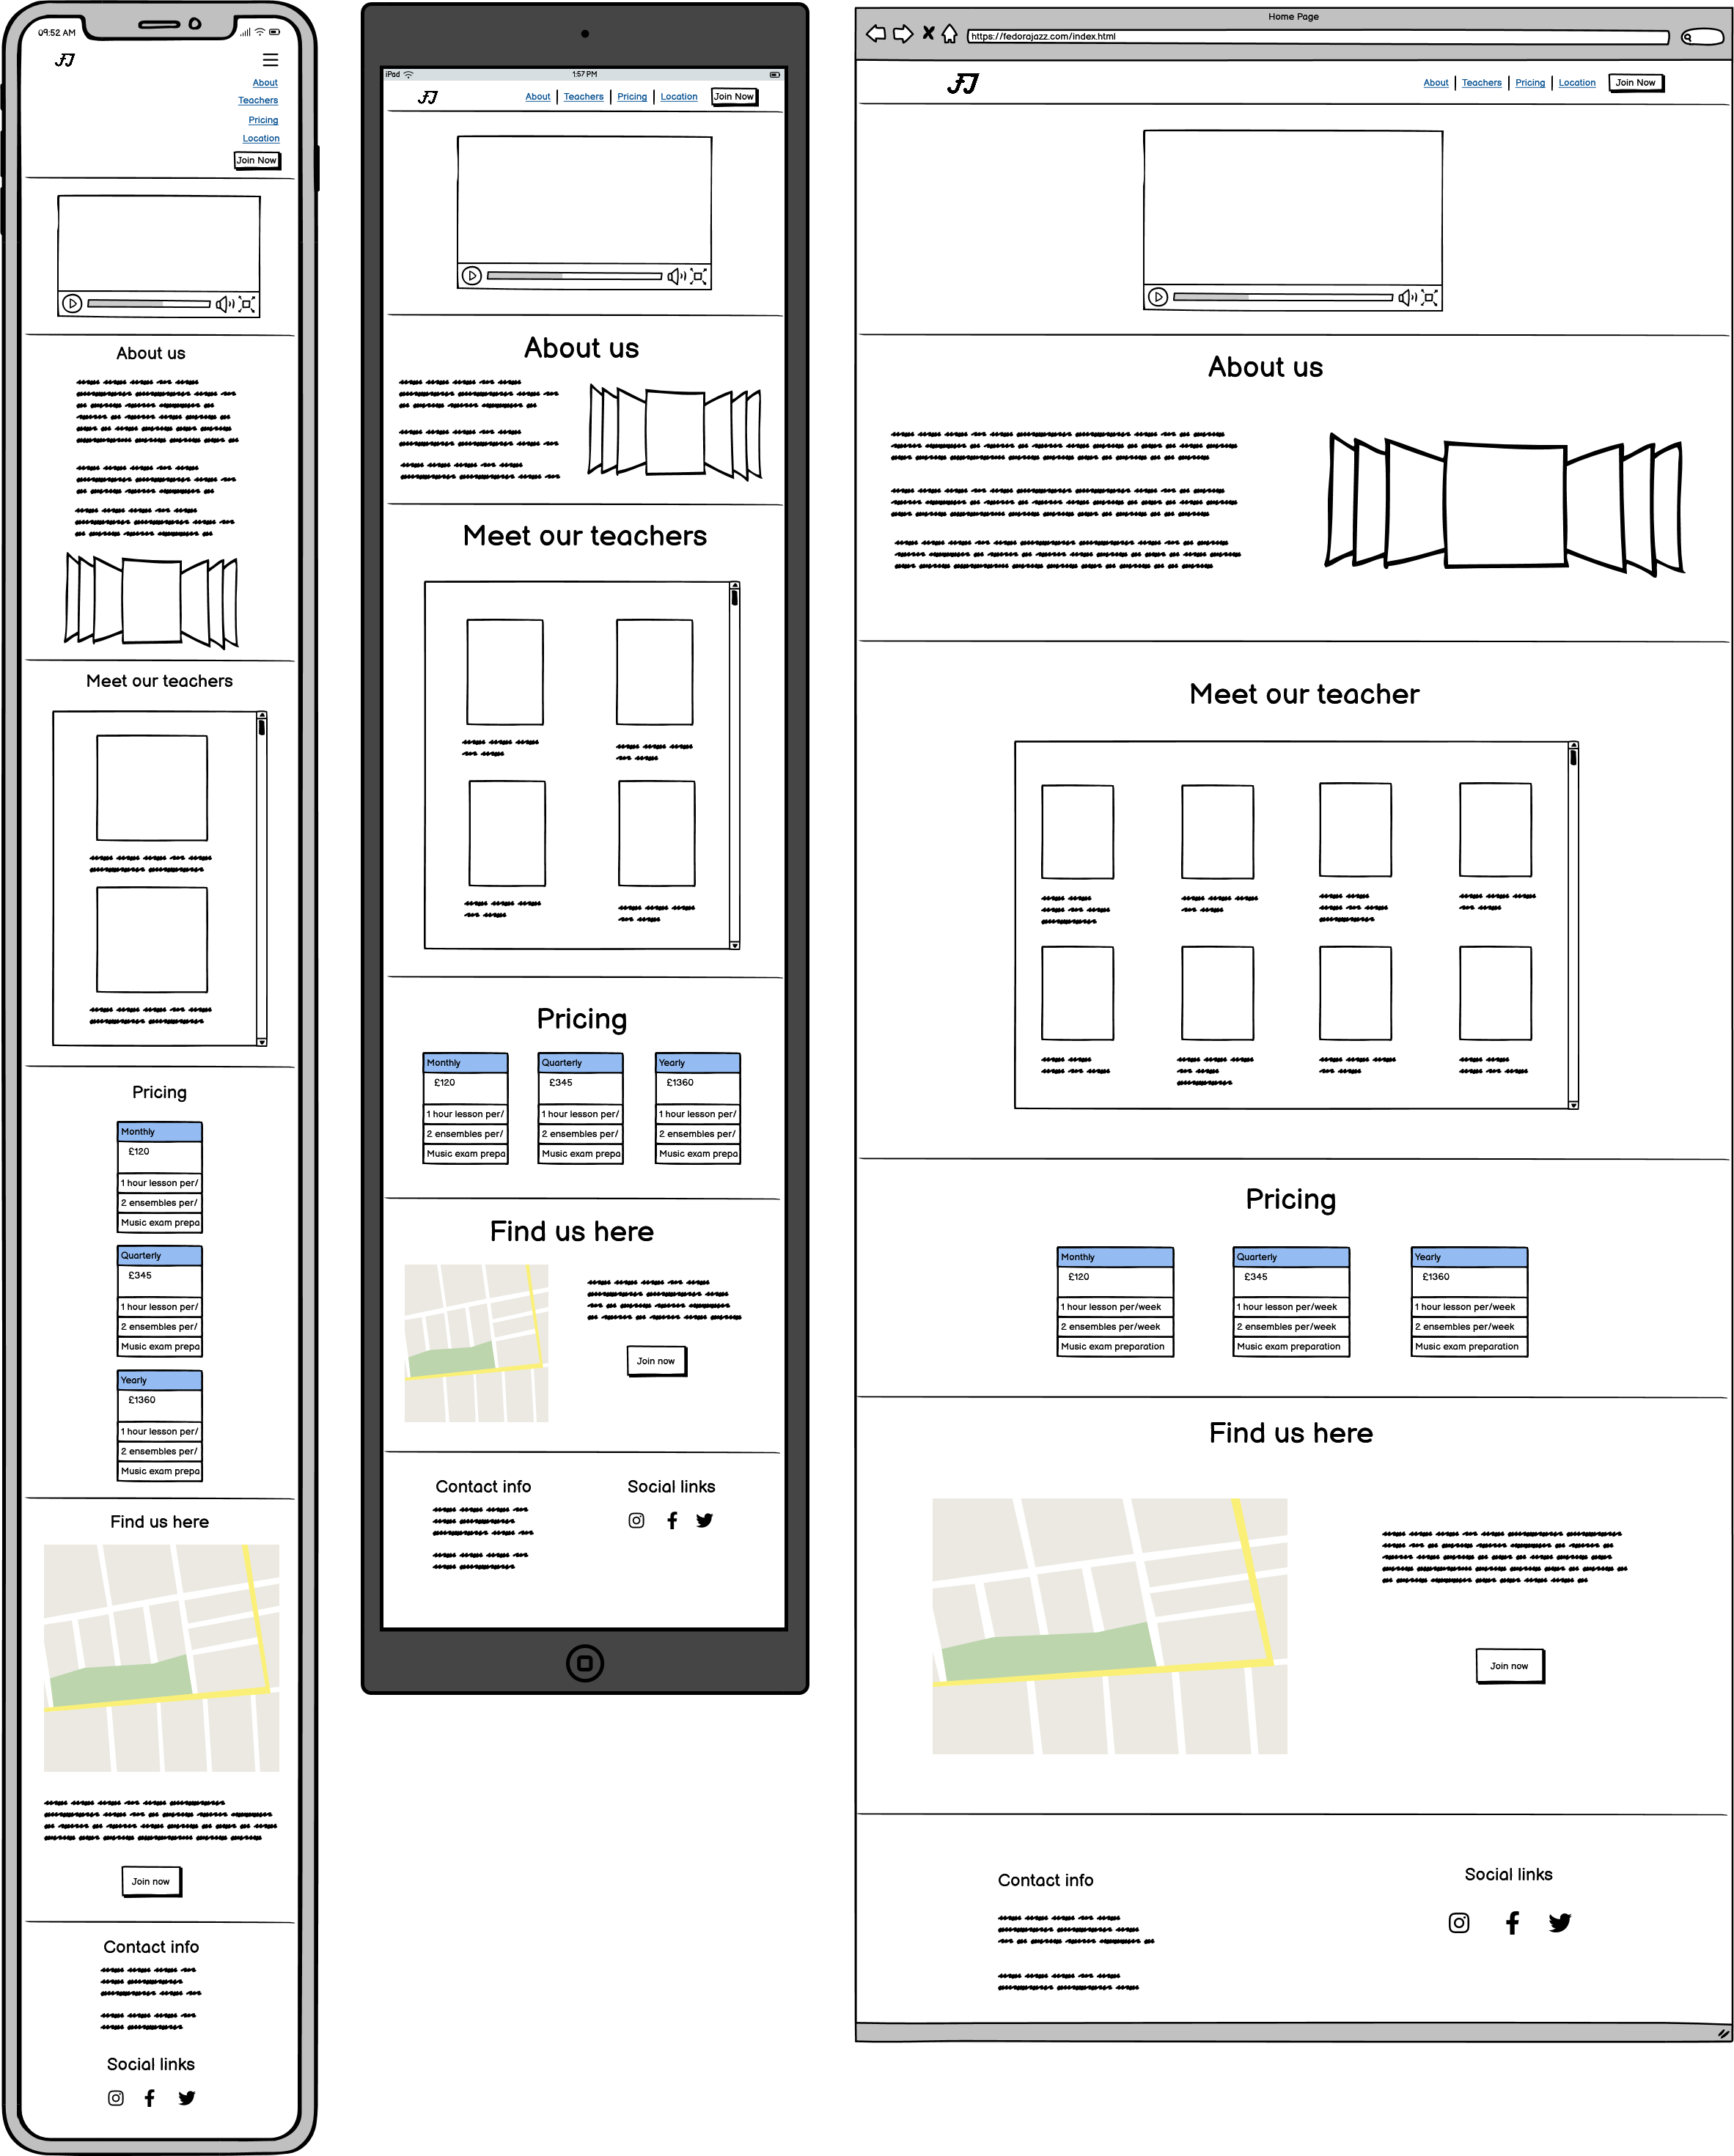 09:52 AM
FJ
About
Teachers
Pricing
Location
Join Now
About us
Meet our teachers
Pricing
Monthly
£120
1 hour lesson per/
2 ensembles per/
Music exam prepa
Quarterly
£345
1 hour lesson per/
2 ensembles per/
Music exam prepa
Yearly
£1360
1 hour lesson per/
2 ensembles per/
Music exam prepa
Find us here
Join now
Contact info
Social links
iPad
1:57 PM
FJ
About
Teachers
Pricing
Location
Join Now
About us
Meet our teachers
Pricing
Monthly
£120
1 hour lesson per/
2 ensembles per/
Music exam prepa
Quarterly
£345
1 hour lesson per/
2 ensembles per/
Music exam prepa
Yearly
£1360
1 hour lesson per/
2 ensembles per/
Music exam prepa
Find us here
Join now
Contact info
Social links
Home Page
https://fedorajazz.com/index.html
FJ
About
Teachers
Pricing
Location
Join Now
About us
Meet our teacher
Pricing
Monthly
£120
1 hour lesson per/week
2 ensembles per/week
Music exam preparation
Quarterly
£345
1 hour lesson per/week
2 ensembles per/week
Music exam preparation
Yearly
£1360
1 hour lesson per/week
2 ensembles per/week
Music exam preparation
Find us here
Join now
Contact info
Social links